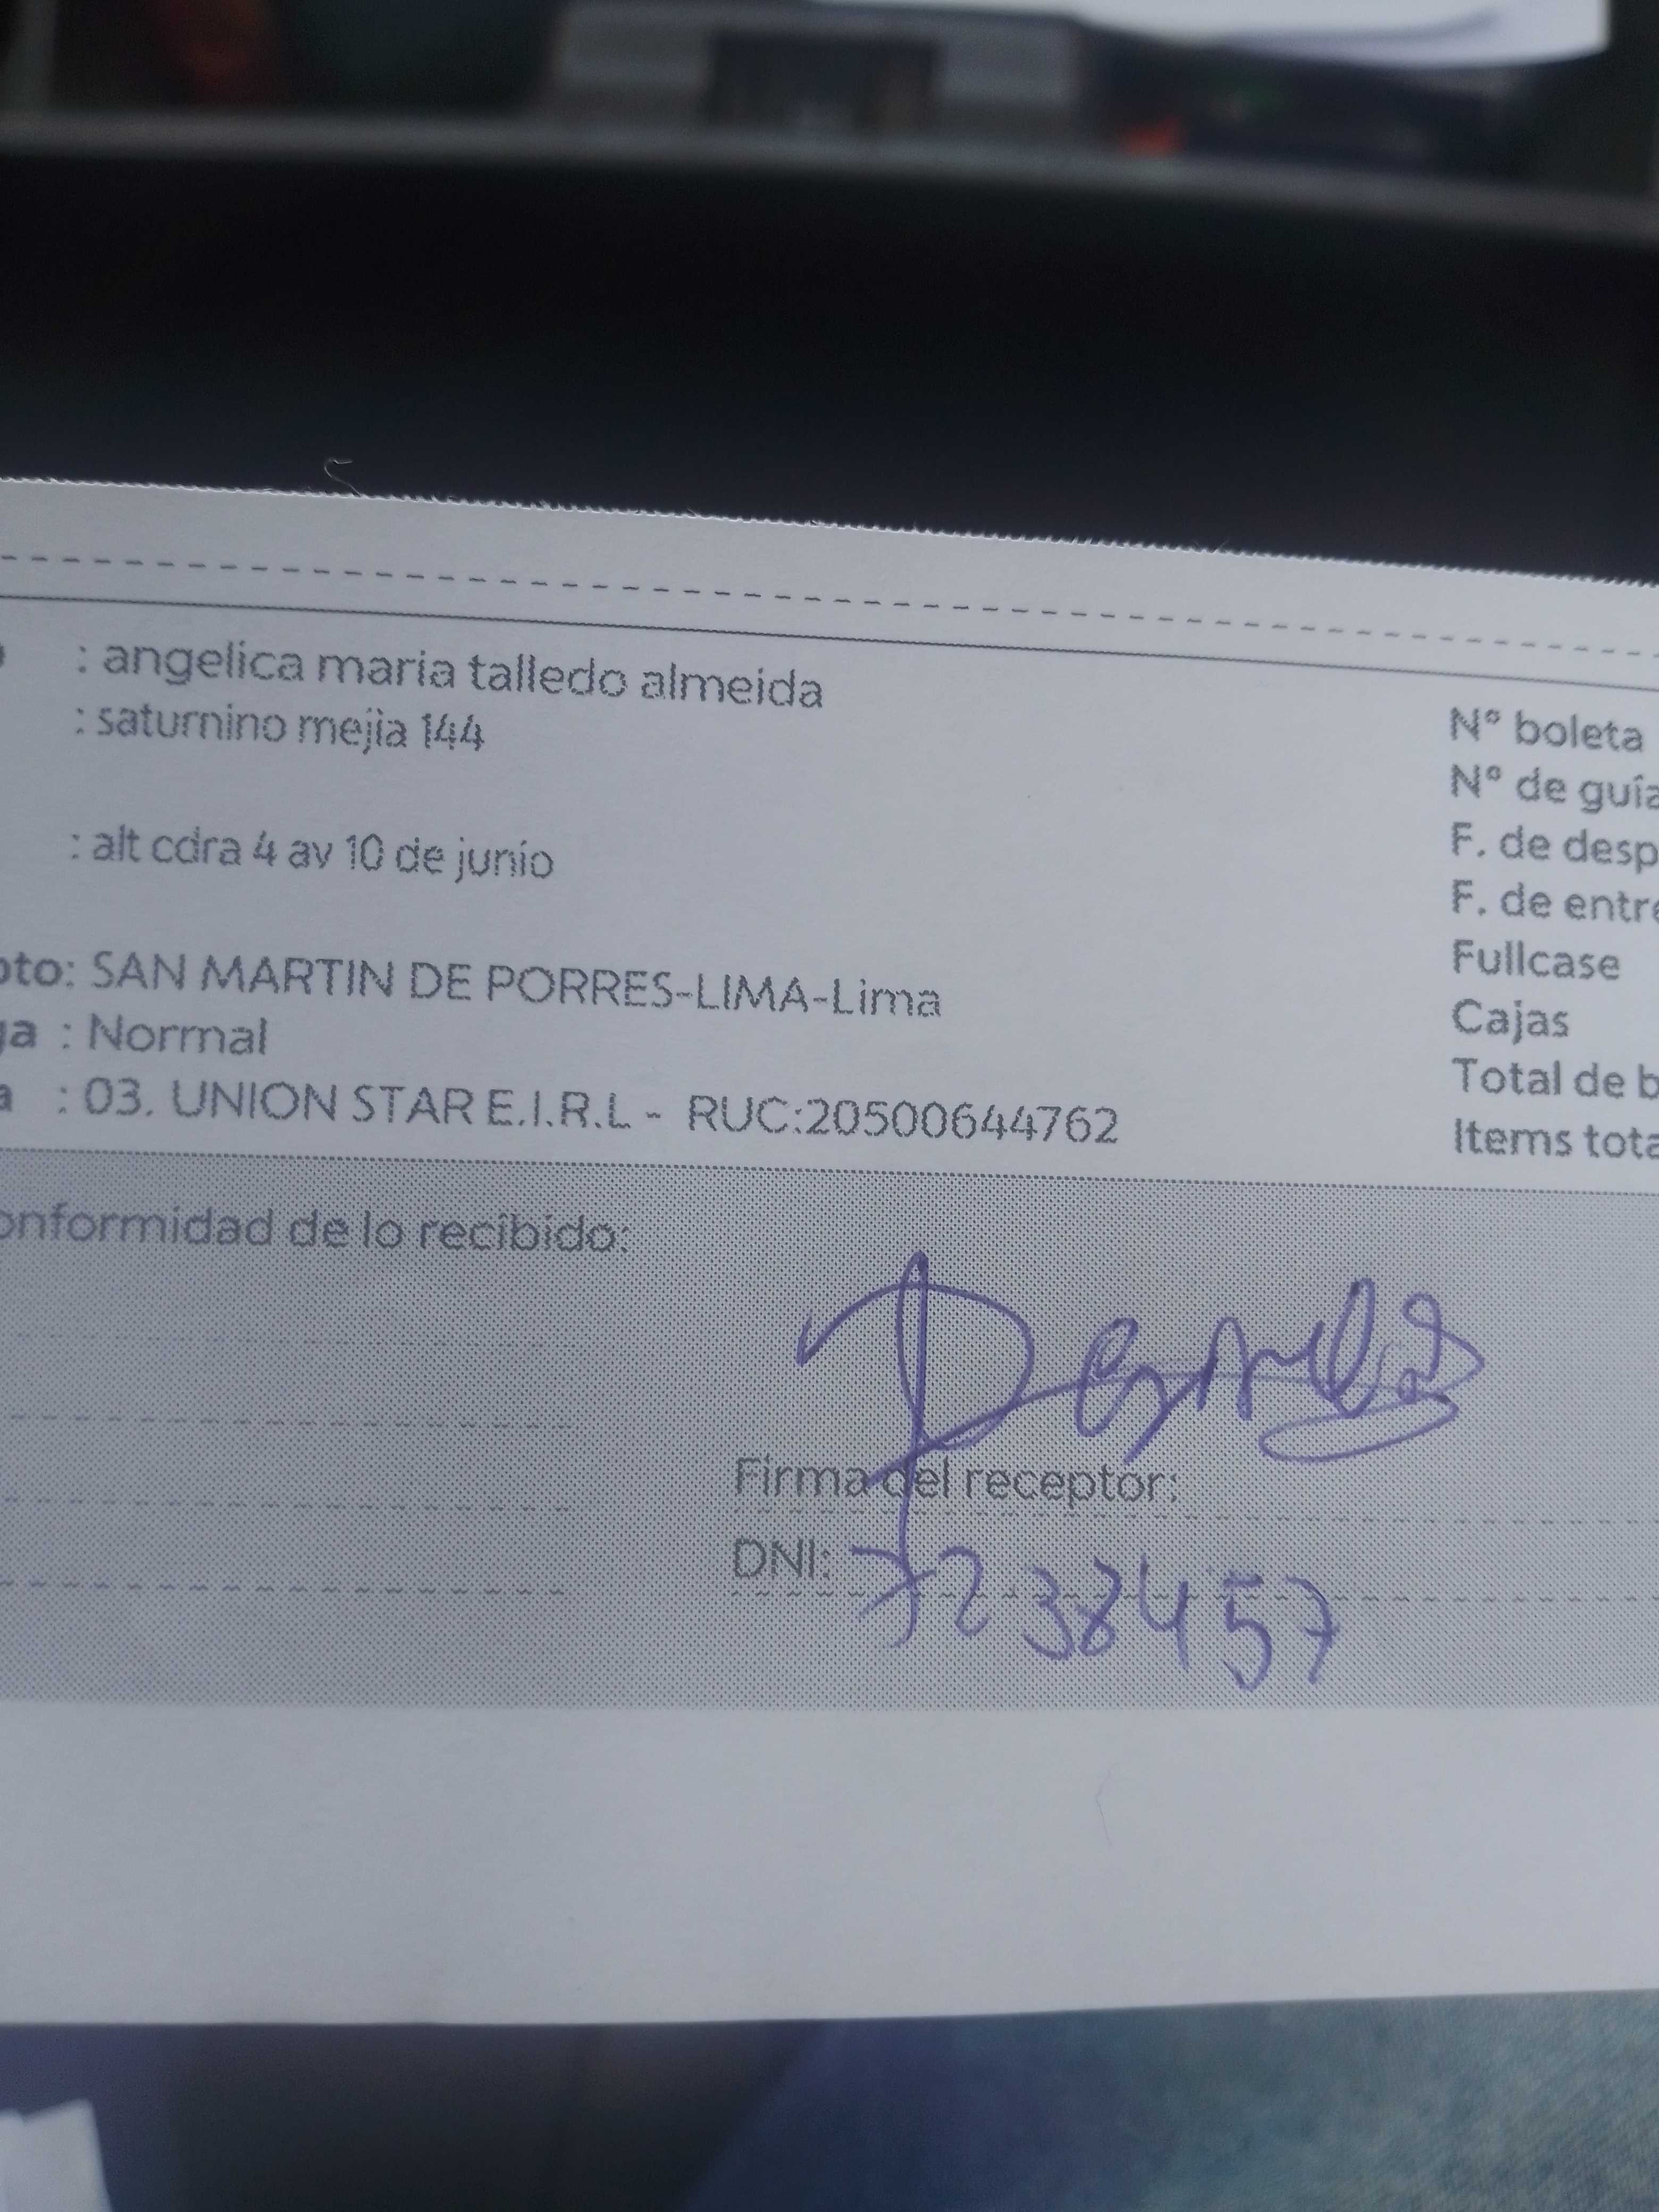 : angelica maria talledo almeida
: saturnino mejia 144
: alt cdra 4 av 10 de junio
pto: SAN MARTIN DE PORRES-LIMA-Lima
ga : Normal
a : 03. UNION STAR E.I.R.L - RUC:20500644762
N° boleta
N° de guía
F. de desp
F. de entre
Fullcase
Cajas
Total de b
Items tota
onformidad de lo recibido:
Firma del receptor:
DNI: 7238457